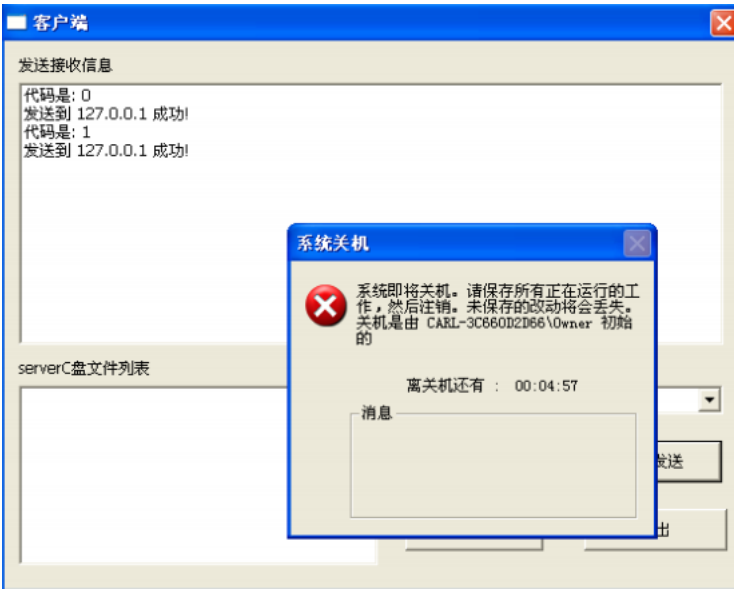 客户端
发送接收信息
代码是: 0
发送到 127.0.0.1 成功!
代码是: 1
发送到 127.0.0.1 成功!
系统关机
系统即将关机。请保存所有正在运行的工
作，然后注销。未保存的改动将会丢失。
关机是由 CARL-3C660D2D66\Owner 初始
的
离关机还有 : 00:04:57
消息
serverC盘文件列表
发送
出